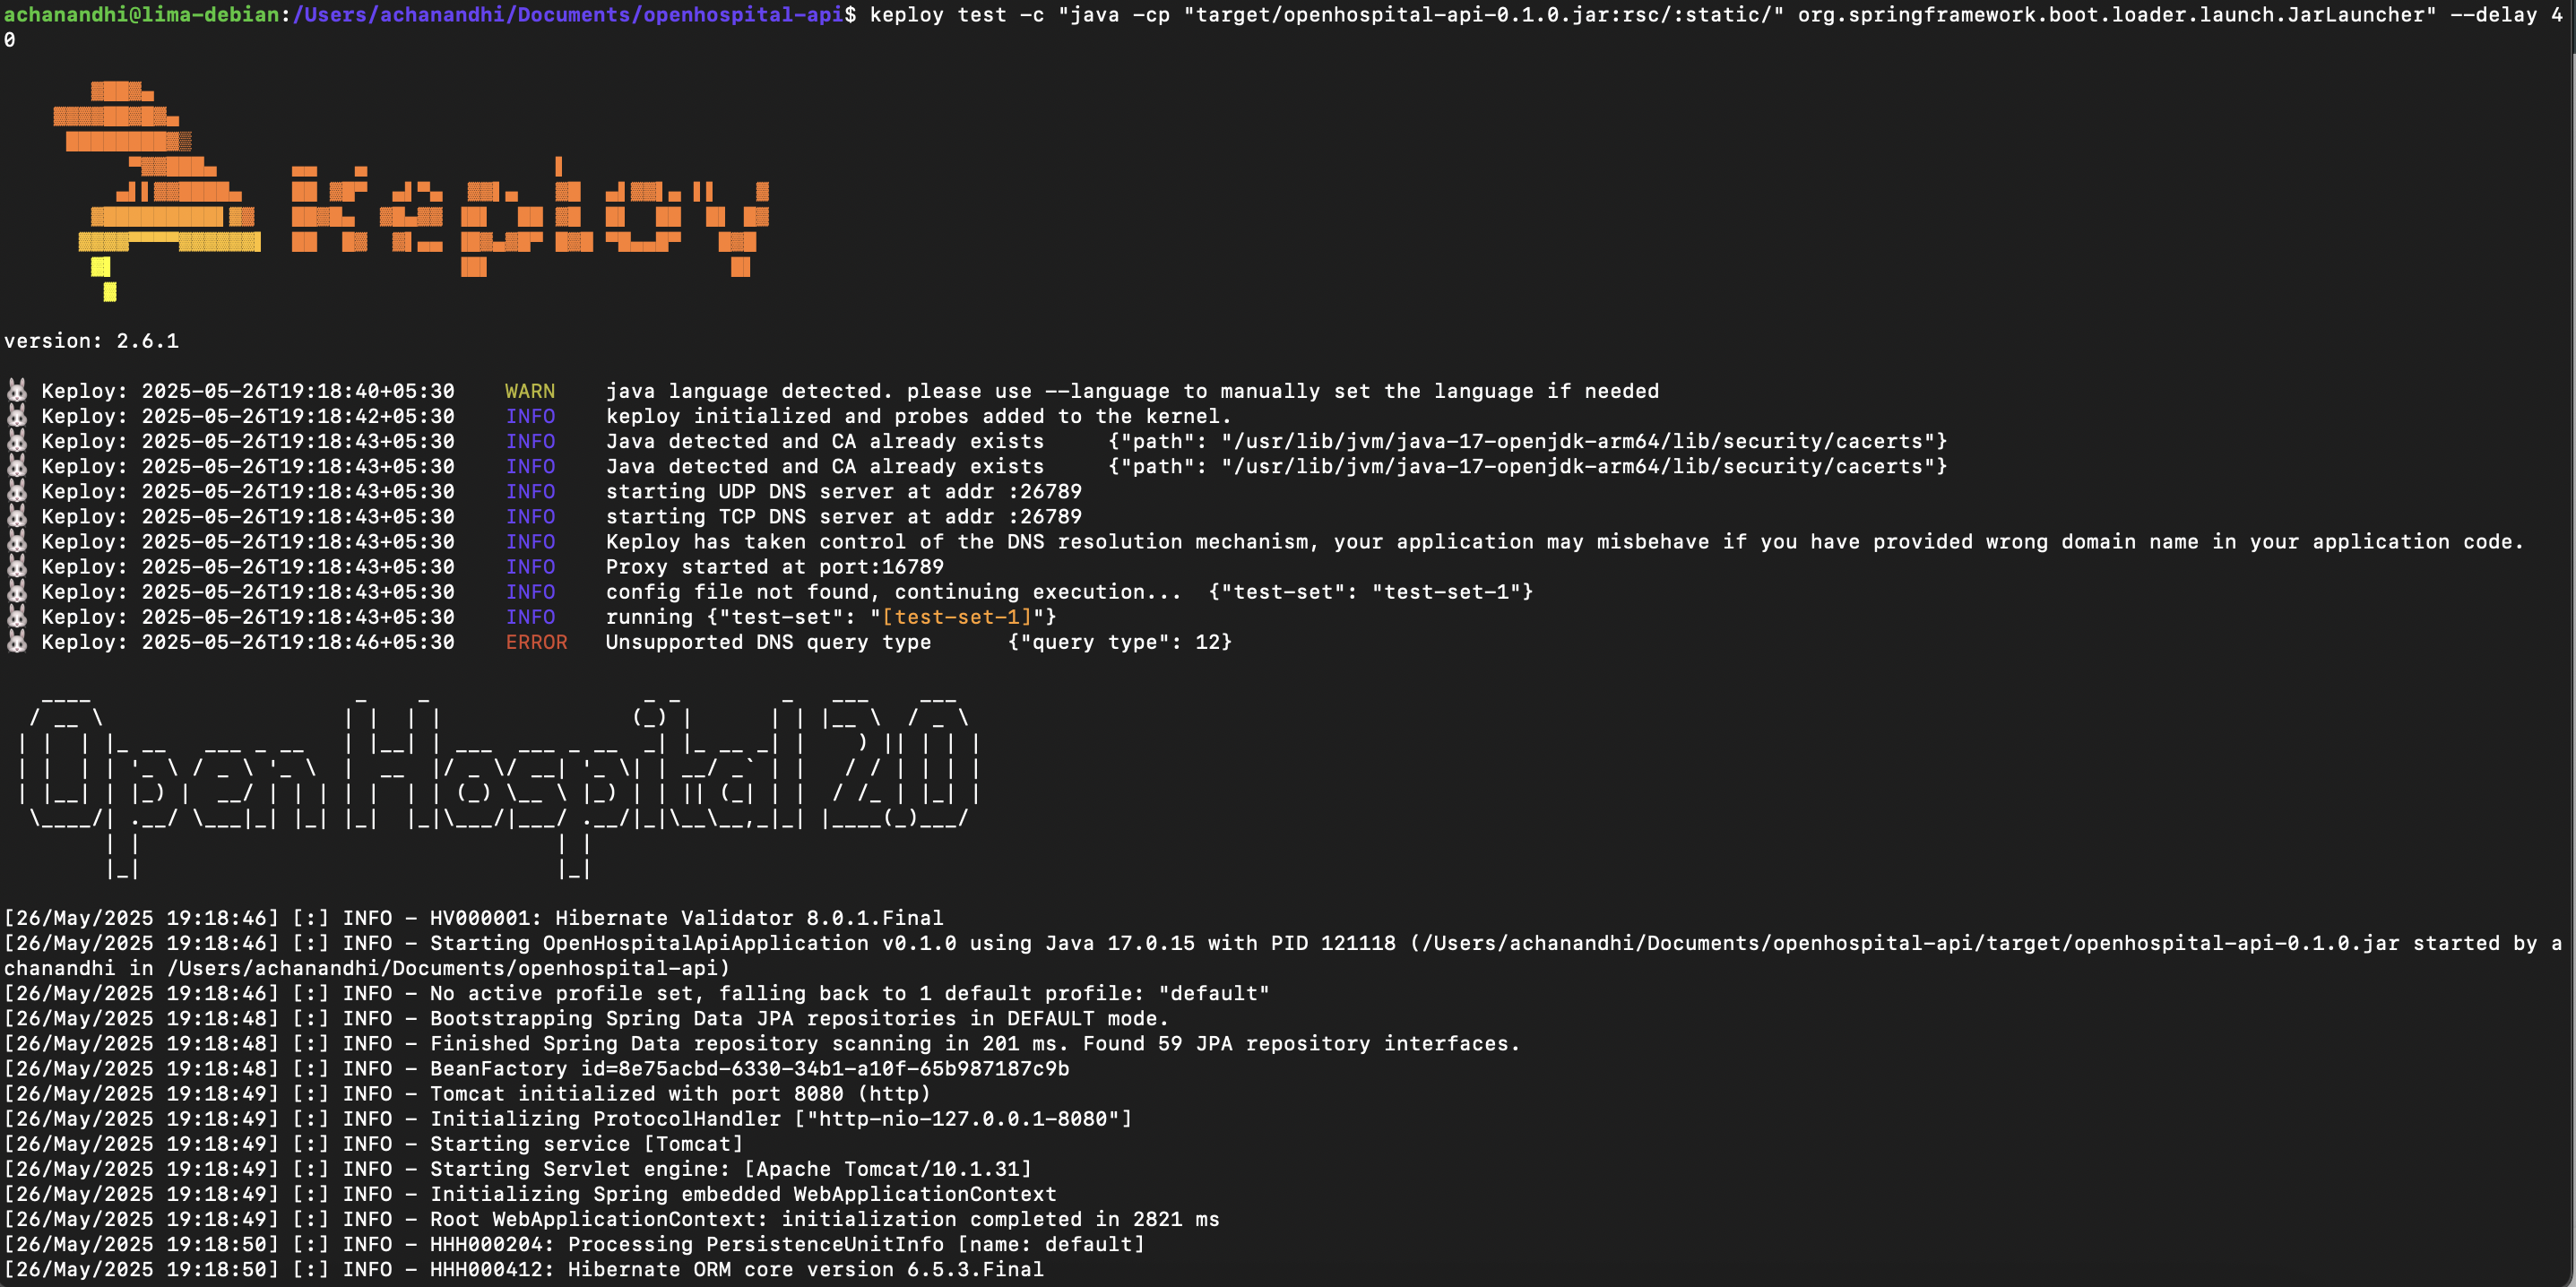 achanandhi@lima-debian:/Users/achanandhi/Documents/openhospital-api$ keploy test -c "java -cp "target/openhospital-api-0.1.0.jar:rsc/:static/" org.springframework.boot.loader.launch.JarLauncher" --delay 4
0
keploy
version: 2.6.1
🐰 Keploy: 2025-05-26T19:18:40+05:30 WARN java language detected. please use --language to manually set the language if needed
🐰 Keploy: 2025-05-26T19:18:42+05:30 INFO keploy initialized and probes added to the kernel.
🐰 Keploy: 2025-05-26T19:18:43+05:30 INFO Java detected and CA already exists {"path": "/usr/lib/jvm/java-17-openjdk-arm64/lib/security/cacerts"}
🐰 Keploy: 2025-05-26T19:18:43+05:30 INFO Java detected and CA already exists {"path": "/usr/lib/jvm/java-17-openjdk-arm64/lib/security/cacerts"}
🐰 Keploy: 2025-05-26T19:18:43+05:30 INFO starting UDP DNS server at addr :26789
🐰 Keploy: 2025-05-26T19:18:43+05:30 INFO starting TCP DNS server at addr :26789
🐰 Keploy: 2025-05-26T19:18:43+05:30 INFO Keploy has taken control of the DNS resolution mechanism, your application may misbehave if you have provided wrong domain name in your application code.
🐰 Keploy: 2025-05-26T19:18:43+05:30 INFO Proxy started at port:16789
🐰 Keploy: 2025-05-26T19:18:43+05:30 INFO config file not found, continuing execution... {"test-set": "test-set-1"}
🐰 Keploy: 2025-05-26T19:18:43+05:30 INFO running {"test-set": "[test-set-1]"}
🐰 Keploy: 2025-05-26T19:18:46+05:30 ERROR Unsupported DNS query type {"query type": 12}
Open Hospital 2.0
[26/May/2025 19:18:46] [:] INFO - HV000001: Hibernate Validator 8.0.1.Final
[26/May/2025 19:18:46] [:] INFO - Starting OpenHospitalApiApplication v0.1.0 using Java 17.0.15 with PID 121118 (/Users/achanandhi/Documents/openhospital-api/target/openhospital-api-0.1.0.jar started by a
chanandhi in /Users/achanandhi/Documents/openhospital-api)
[26/May/2025 19:18:46] [:] INFO - No active profile set, falling back to 1 default profile: "default"
[26/May/2025 19:18:48] [:] INFO - Bootstrapping Spring Data JPA repositories in DEFAULT mode.
[26/May/2025 19:18:48] [:] INFO - Finished Spring Data repository scanning in 201 ms. Found 59 JPA repository interfaces.
[26/May/2025 19:18:48] [:] INFO - BeanFactory id=8e75acbd-6330-34b1-a10f-65b987187c9b
[26/May/2025 19:18:49] [:] INFO - Tomcat initialized with port 8080 (http)
[26/May/2025 19:18:49] [:] INFO - Initializing ProtocolHandler ["http-nio-127.0.0.1-8080"]
[26/May/2025 19:18:49] [:] INFO - Starting service [Tomcat]
[26/May/2025 19:18:49] [:] INFO - Starting Servlet engine: [Apache Tomcat/10.1.31]
[26/May/2025 19:18:49] [:] INFO - Initializing Spring embedded WebApplicationContext
[26/May/2025 19:18:49] [:] INFO - Root WebApplicationContext: initialization completed in 2821 ms
[26/May/2025 19:18:50] [:] INFO - HHH000204: Processing PersistenceUnitInfo [name: default]
[26/May/2025 19:18:50] [:] INFO - HHH000412: Hibernate ORM core version 6.5.3.Final